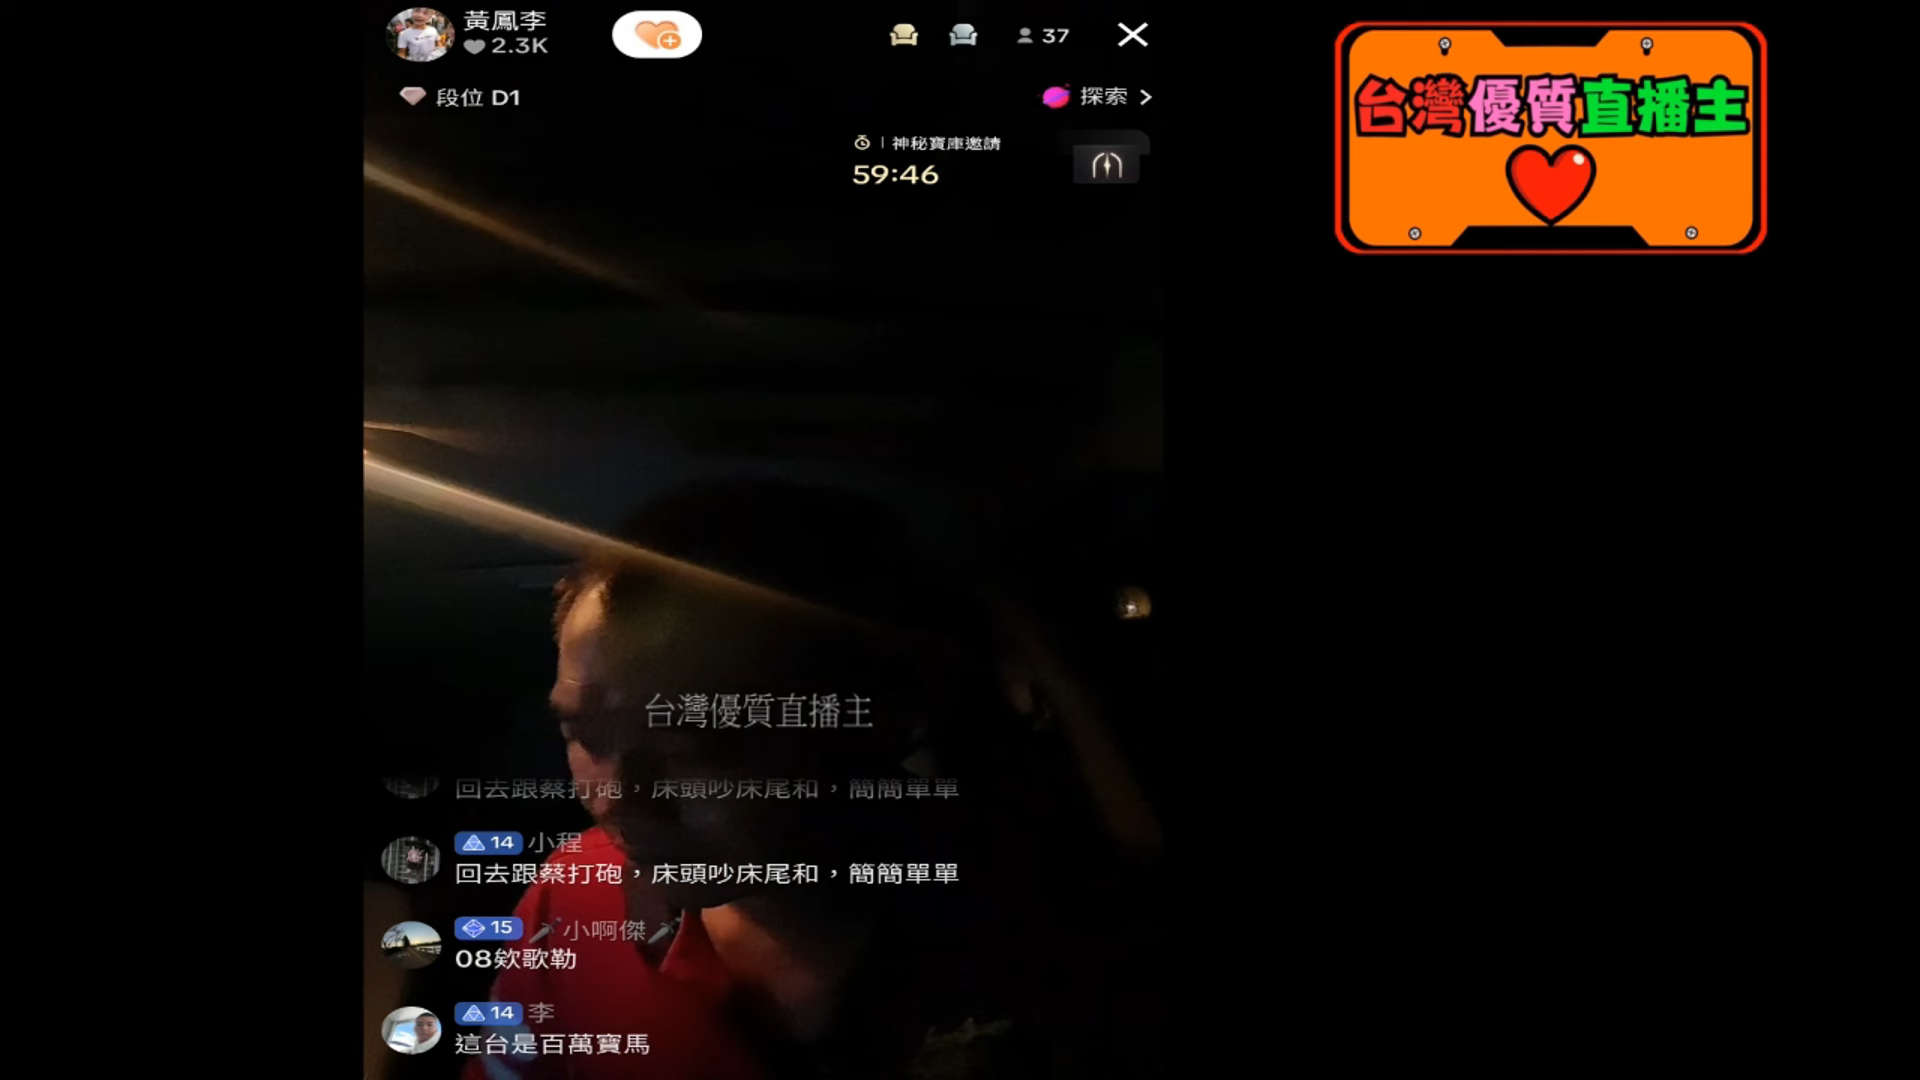 黃鳳李
2.3K
37
段位 D1
探索
神秘寶庫邀請
59:46
台灣優質直播主
台灣優質直播主
回去跟蔡打砲，床頭吵床尾和，簡簡單單
14 小程
回去跟蔡打砲，床頭吵床尾和，簡簡單單
15 小啊傑
08欸歌勒
14 李
這台是百萬寶馬